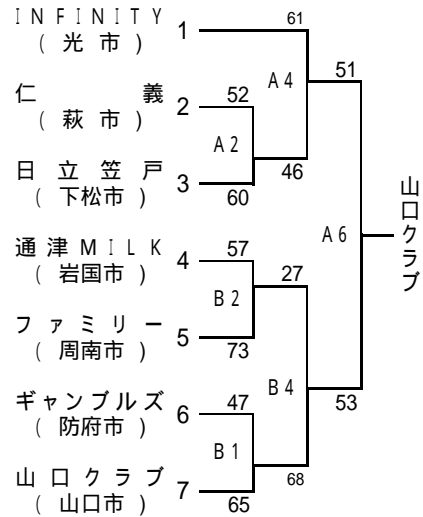 INFINITY
(光市)
1
61
A4
51
仁義
(萩市)
2
52
A2
日立笠戸
(下松市)
3
60
46
A6
山口クラブ
通津MILK
(岩国市)
4
57
B2
27
ファミリー
(周南市)
5
73
B4
53
ギャンブルズ
(防府市)
6
47
B1
山口クラブ
(山口市)
7
65
68